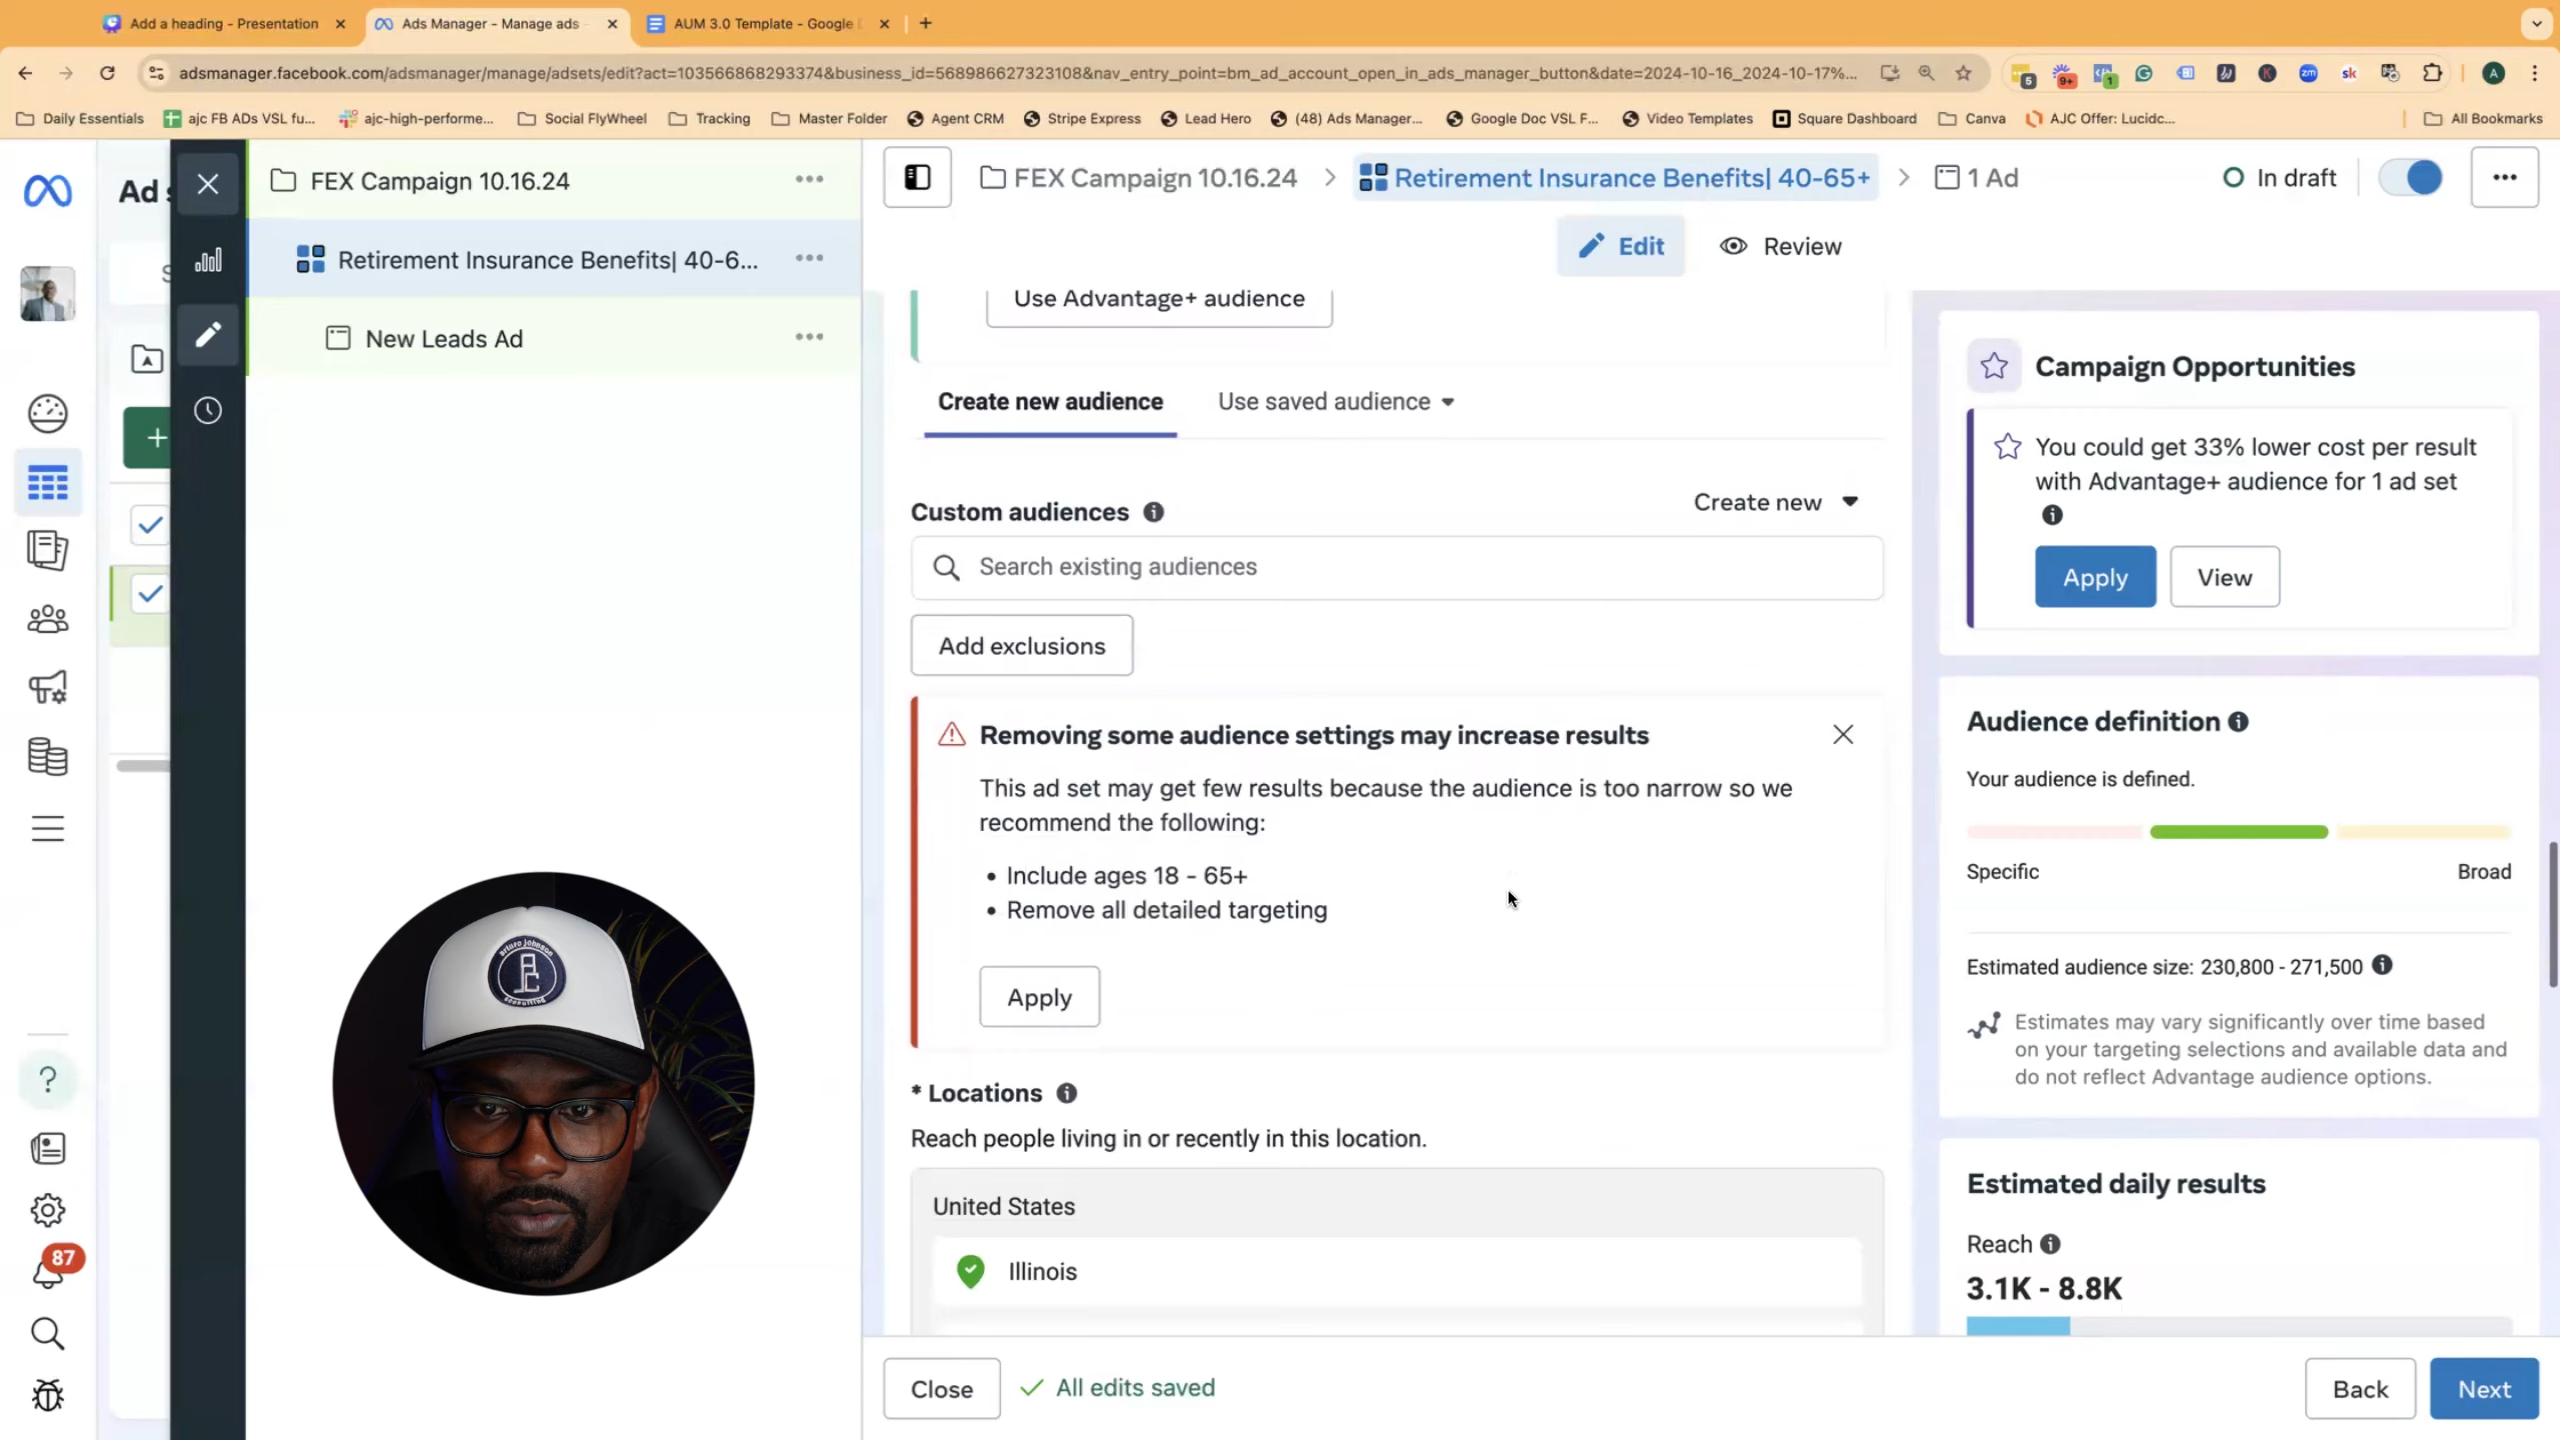 Add a heading - Presentation
Ads Manager - Manage ads
AUM 3.0 Template - Google
adsmanager.facebook.com/adsmanager/manage/adsets/edit?act=103566868293374&business_id=568986627323108&nav_entry_point=bm_ad_account_open_in_ads_manager_button&date=2024-10-16_2024-10-17%...
5
9+
1
zm
sk
A
Daily Essentials
ajc FB ADs VSL fu...
ajc-high-performe...
Social FlyWheel
Tracking
Master Folder
Agent CRM
Stripe Express
Lead Hero
(48) Ads Manager...
Google Doc VSL F...
Video Templates
Square Dashboard
Canva
AJC Offer: Lucidc...
All Bookmarks
Ad
FEX Campaign 10.16.24
Retirement Insurance Benefits| 40-6...
New Leads Ad
87
FEX Campaign 10.16.24
Retirement Insurance Benefits| 40-65+
1 Ad
In draft
Edit
Review
Use Advantage+ audience
Create new audience
Use saved audience
Custom audiences
Create new
Search existing audiences
Add exclusions
Removing some audience settings may increase results
This ad set may get few results because the audience is too narrow so we
recommend the following:
• Include ages 18 - 65+
• Remove all detailed targeting
Apply
* Locations
Reach people living in or recently in this location.
United States
Illinois
Close
All edits saved
Back
Next
Campaign Opportunities
You could get 33% lower cost per result
with Advantage+ audience for 1 ad set
Apply
View
Audience definition
Your audience is defined.
Specific
Broad
Estimated audience size: 230,800 - 271,500
Estimates may vary significantly over time based
on your targeting selections and available data and
do not reflect Advantage audience options.
Estimated daily results
Reach
3.1K - 8.8K
Arturo Johnson
Consulting